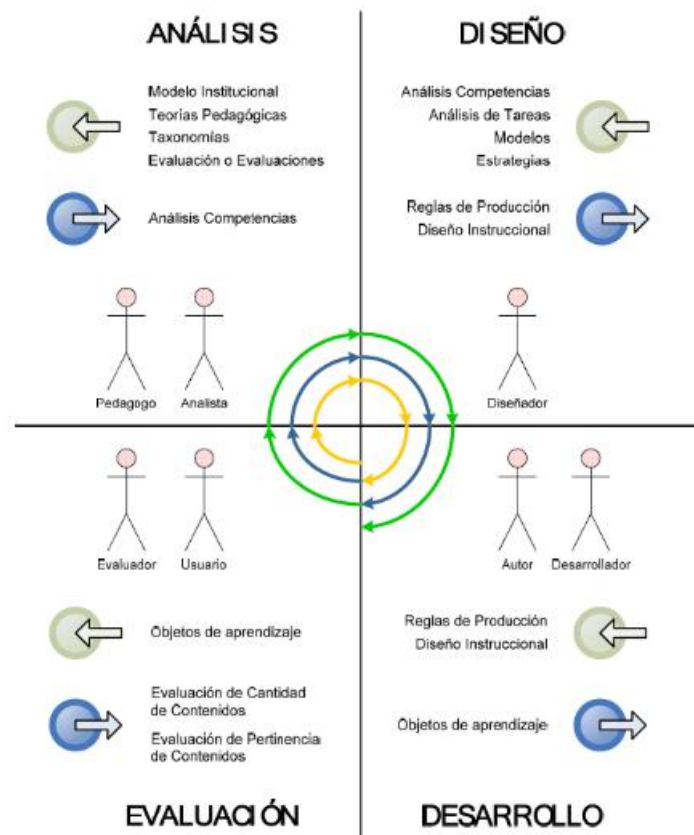 ANÁLISIS
Modelo Institucional
Teorías Pedagógicas
Taxonomías
Evaluación o Evaluaciones
Análisis Competencias
Pedagogo
Analista
DISEÑO
Análisis Competencias
Análisis de Tareas
Modelos
Estrategias
Reglas de Producción
Diseño Instruccional
Diseñador
Evaluador
Usuario
Objetos de aprendizaje
Evaluación de Cantidad
de Contenidos
Evaluación de Pertinencia
de Contenidos
EVALUACIÓN
Autor
Desarrollador
Reglas de Producción
Diseño Instruccional
Objetos de aprendizaje
DESARROLLO